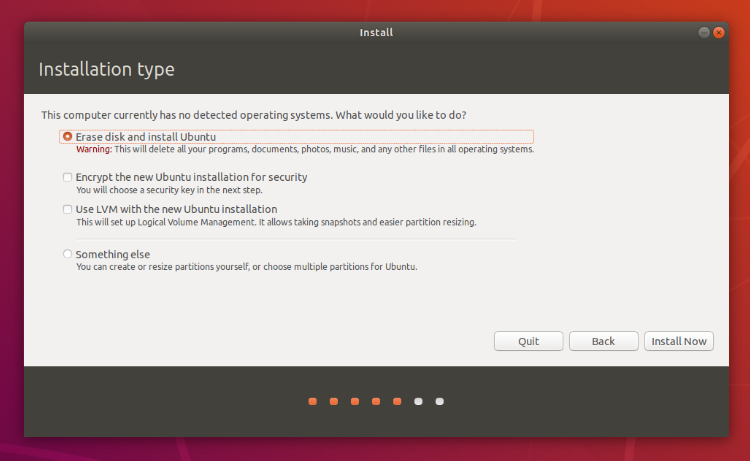 Install
Installation type
This computer currently has no detected operating systems. What would you like to do?
Erase disk and install Ubuntu
Warning: This will delete all your programs, documents, photos, music, and any other files in all operating systems.
Encrypt the new Ubuntu installation for security
You will choose a security key in the next step.
Use LVM with the new Ubuntu installation
This will set up Logical Volume Management. It allows taking snapshots and easier partition resizing.
Something else
You can create or resize partitions yourself, or choose multiple partitions for Ubuntu.
Quit
Back
Install Now